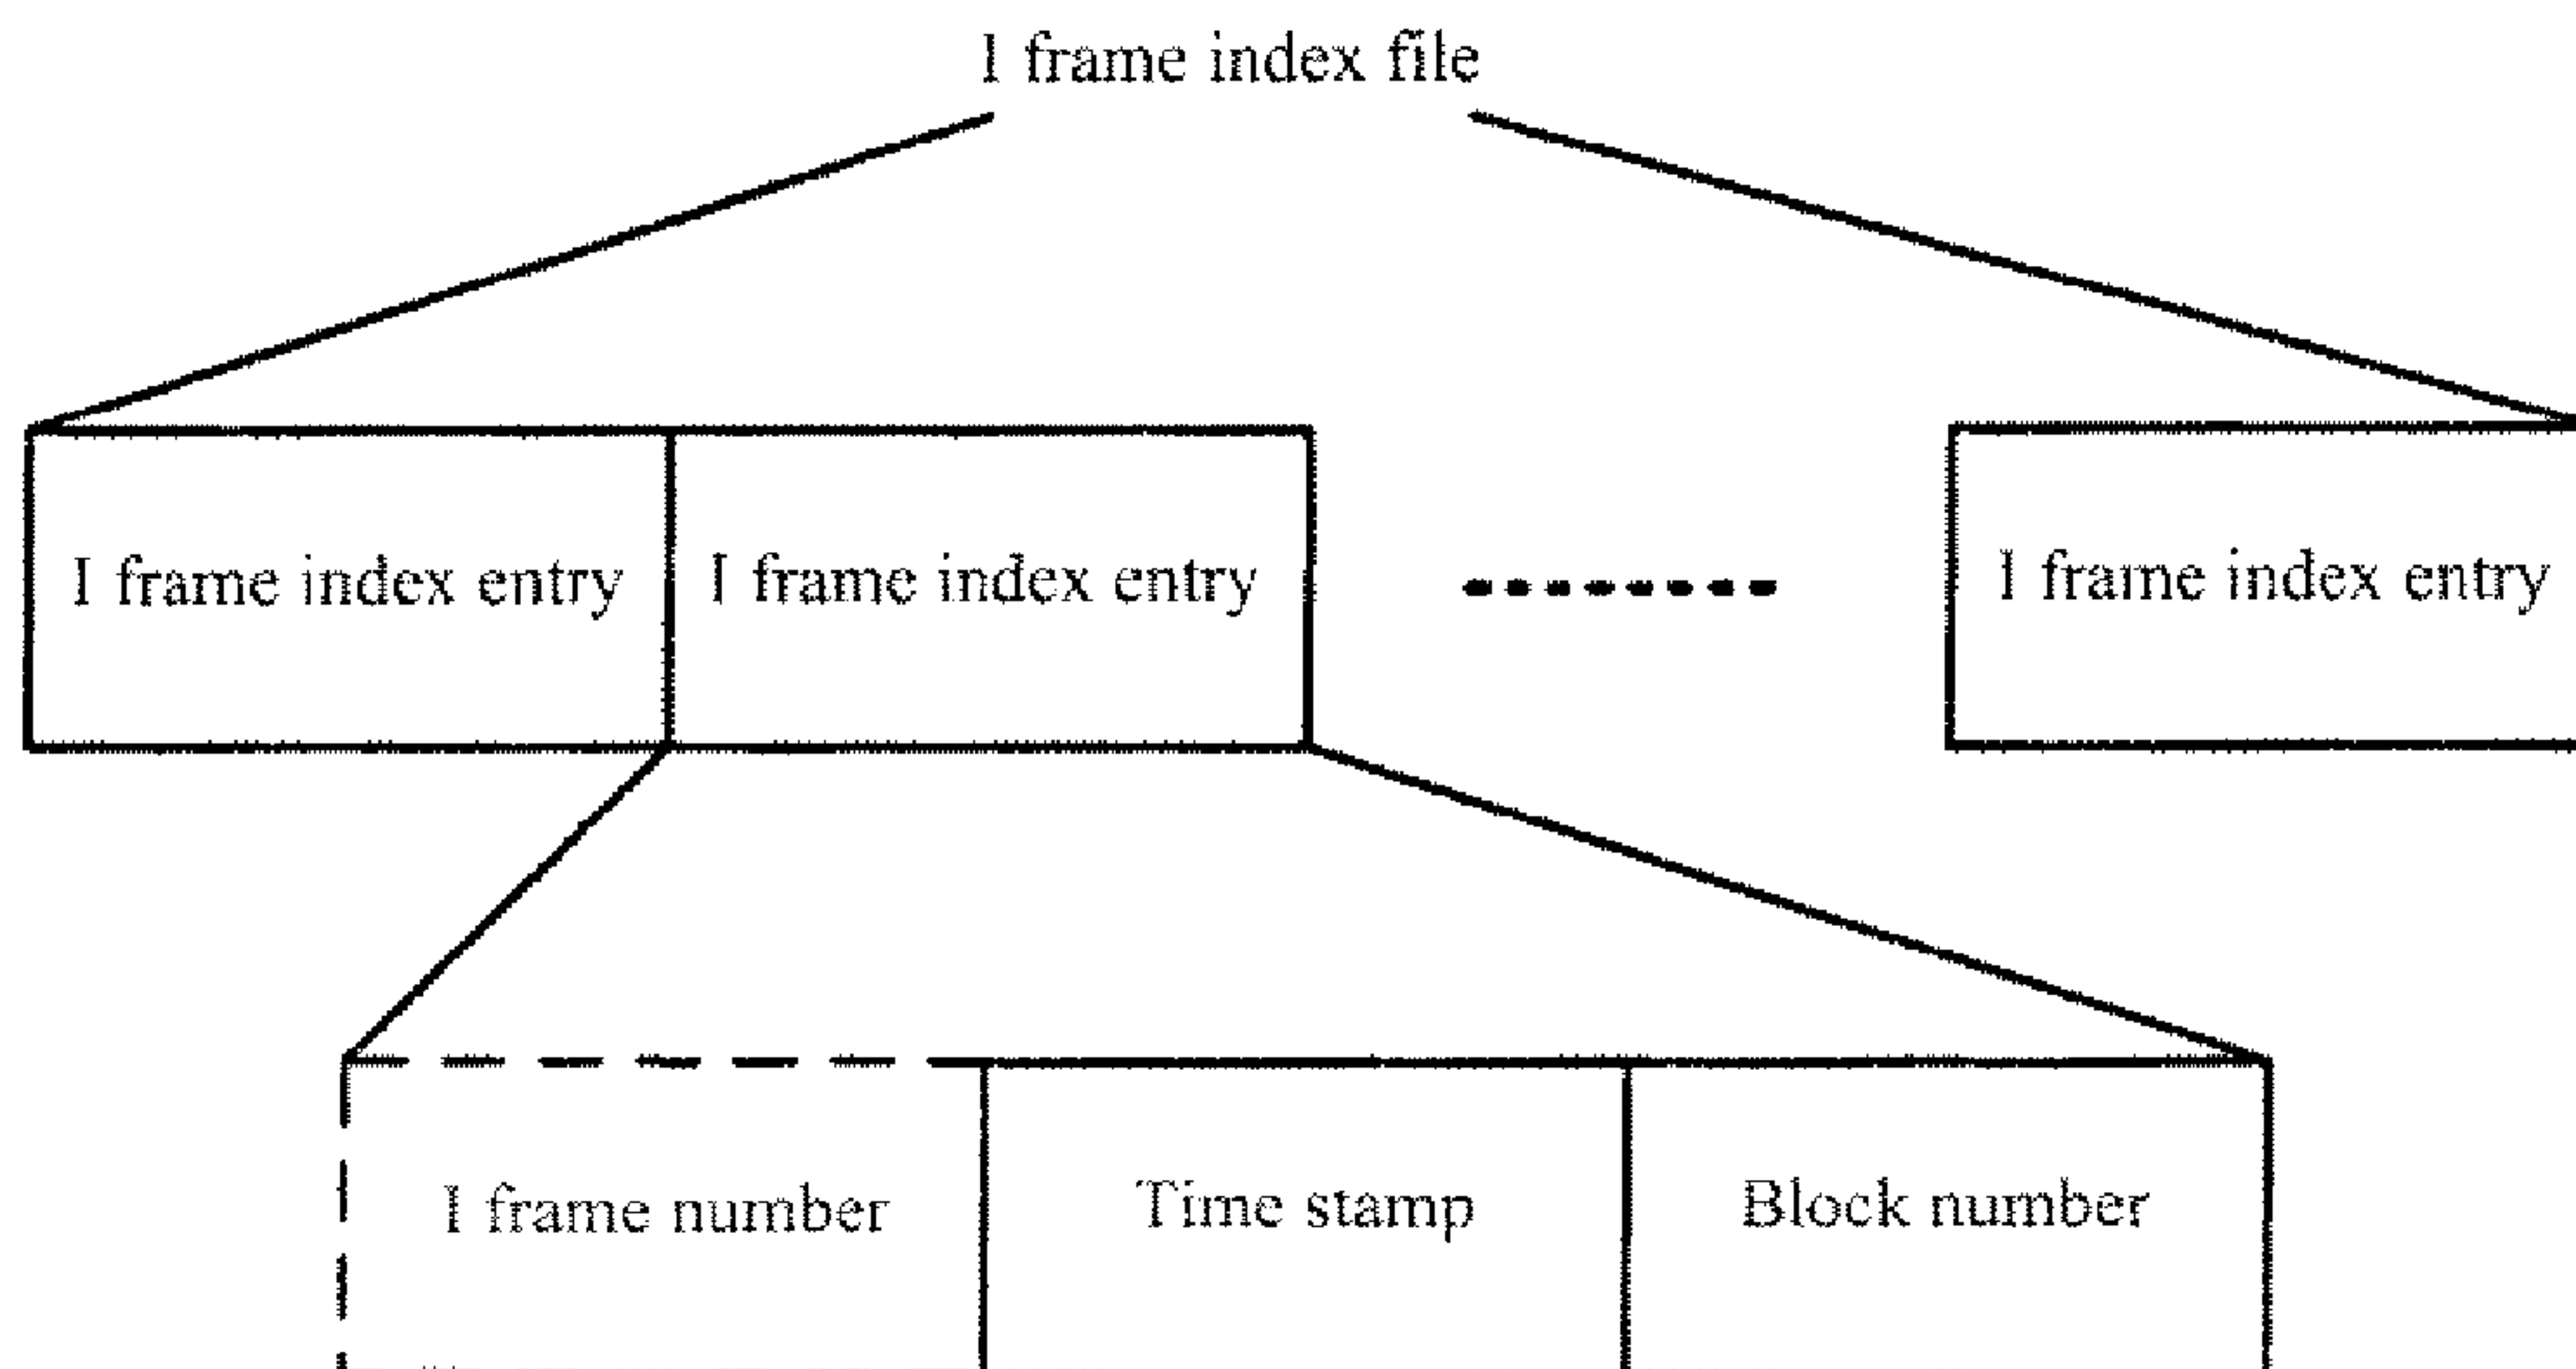 I frame index file
I frame index entry
I frame index entry
I frame index entry
I frame number
Time stamp
Block number